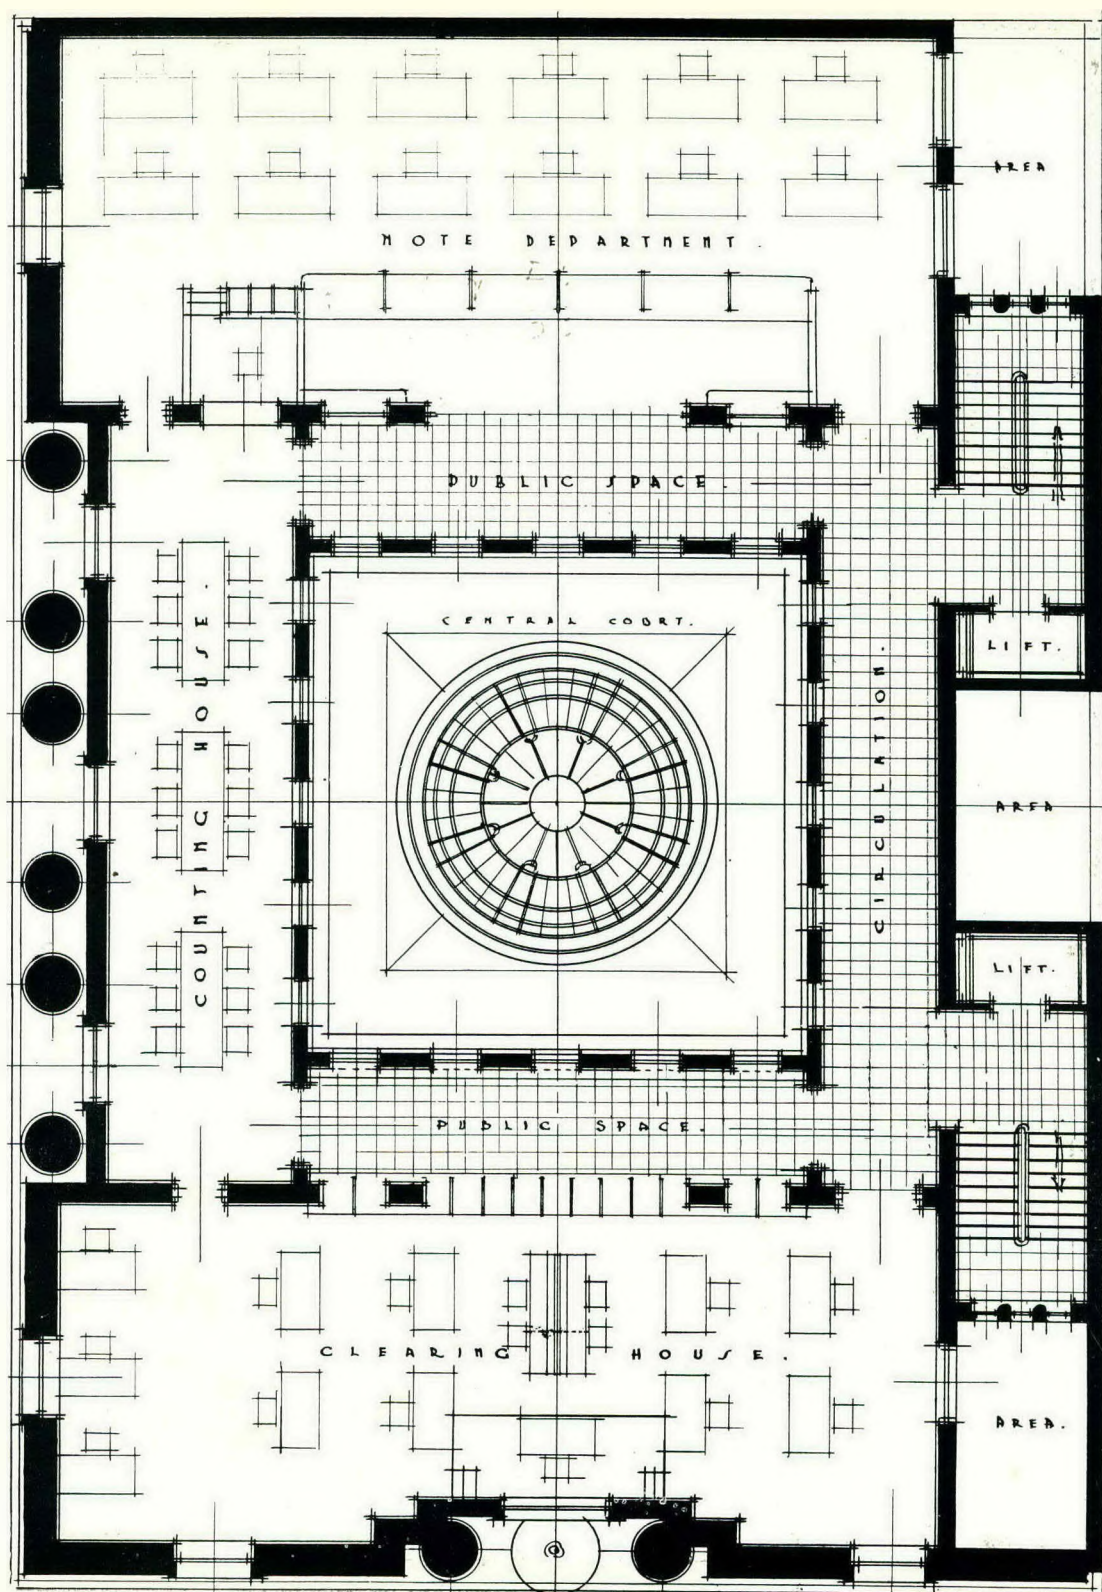 AREA
NOTE DEPARTMENT.
PUBLIC SPACE.
CENTRAL COURT.
LIFT.
COUNTING HOUSE.
CIRCULATION.
AREA
LIFT.
PUBLIC SPACE.
CLEARING HOUSE.
AREA.